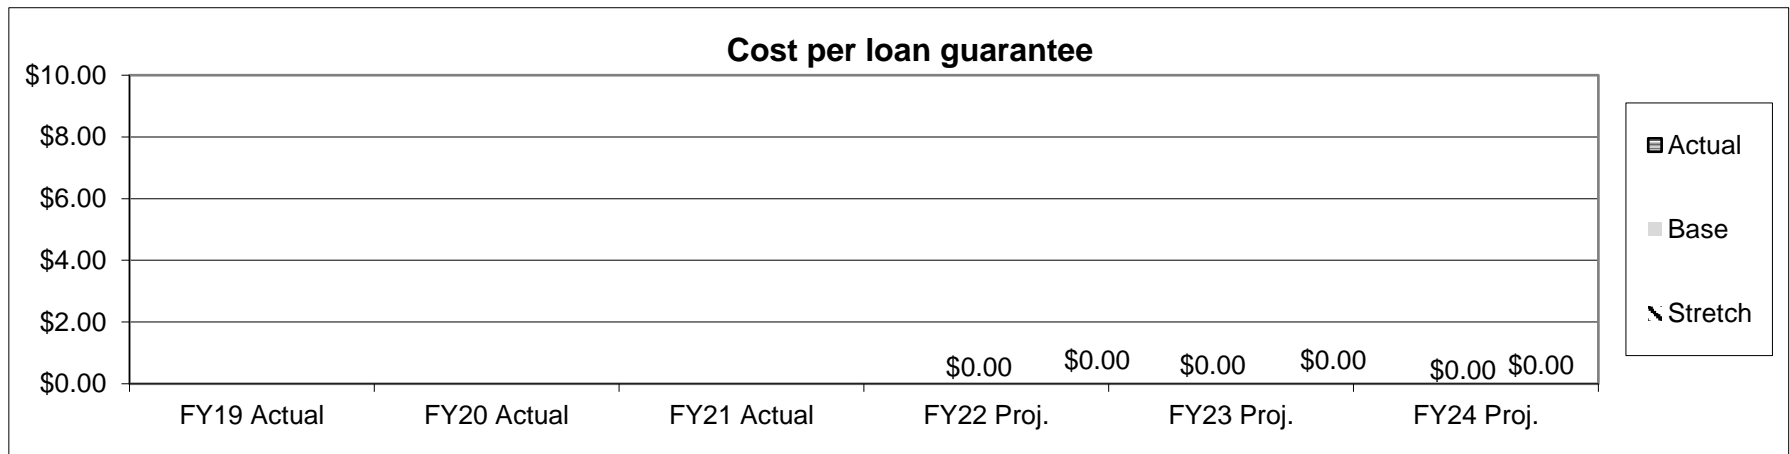 Cost per loan guarantee
$10.00
$8.00
$6.00
$4.00
$2.00
$0.00
$0.00 $0.00 $0.00 $0.00 $0.00 $0.00
FY19 Actual FY20 Actual FY21 Actual FY22 Proj. FY23 Proj. FY24 Proj.
Actual
Base
Stretch